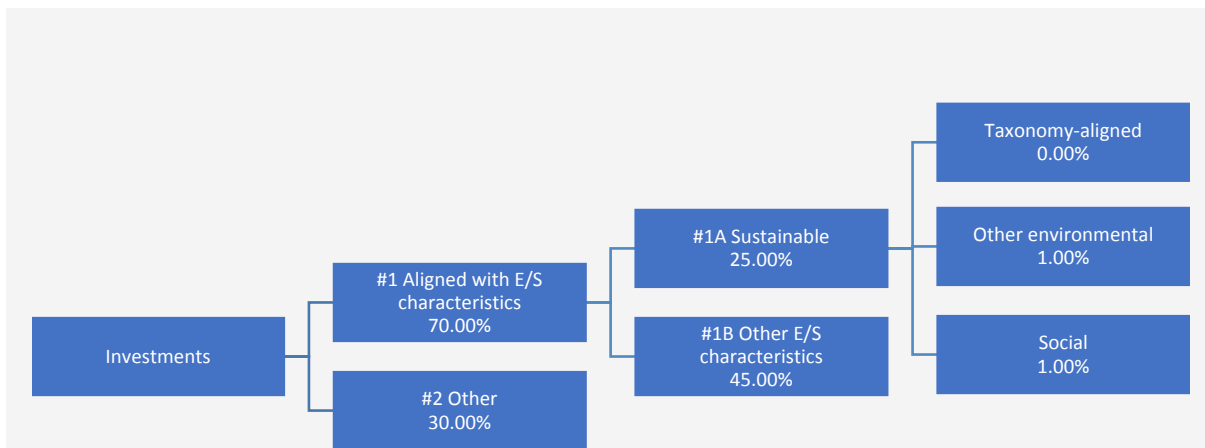 Investments
#1 Aligned with E/S
characteristics
70.00%
#2 Other
30.00%
#1A Sustainable
25.00%
#1B Other E/S
characteristics
45.00%
Taxonomy-aligned
0.00%
Other environmental
1.00%
Social
1.00%